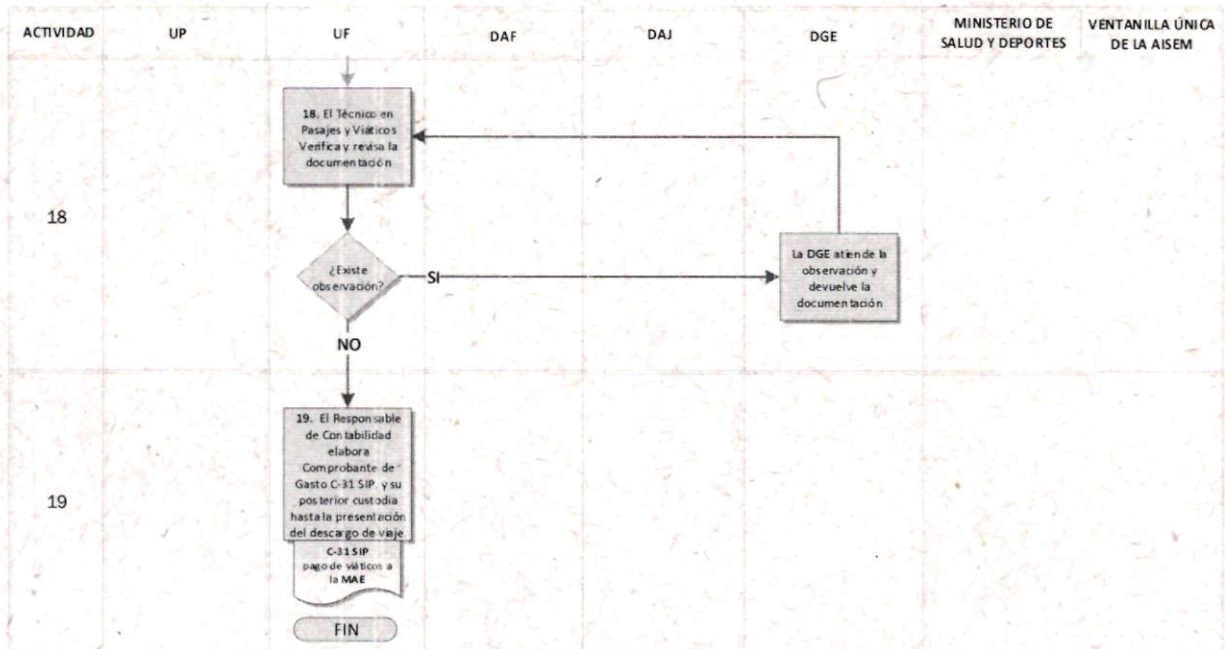 ACTIVIDAD
UP
UF
DAF
DAJ
DGE
MINISTERIO DE
SALUD Y DEPORTES
VENTANILLA ÚNICA
DE LA AISEM
18. El Técnico en
Pasajes y Viáticos
Verifica y revisa la
documentación
18
¿Existe
observación?
SI
La DGE atiende la
observación y
devuelve la
documentación
NO
19. El Responsable
de Contabilidad
elabora
Comprobante de
Gasto C-31 SIP. y su
posterior custodia
hasta la presentación
del descargo de viaje.
19
C-31 SIP
pago de viáticos a
la MAE
FIN